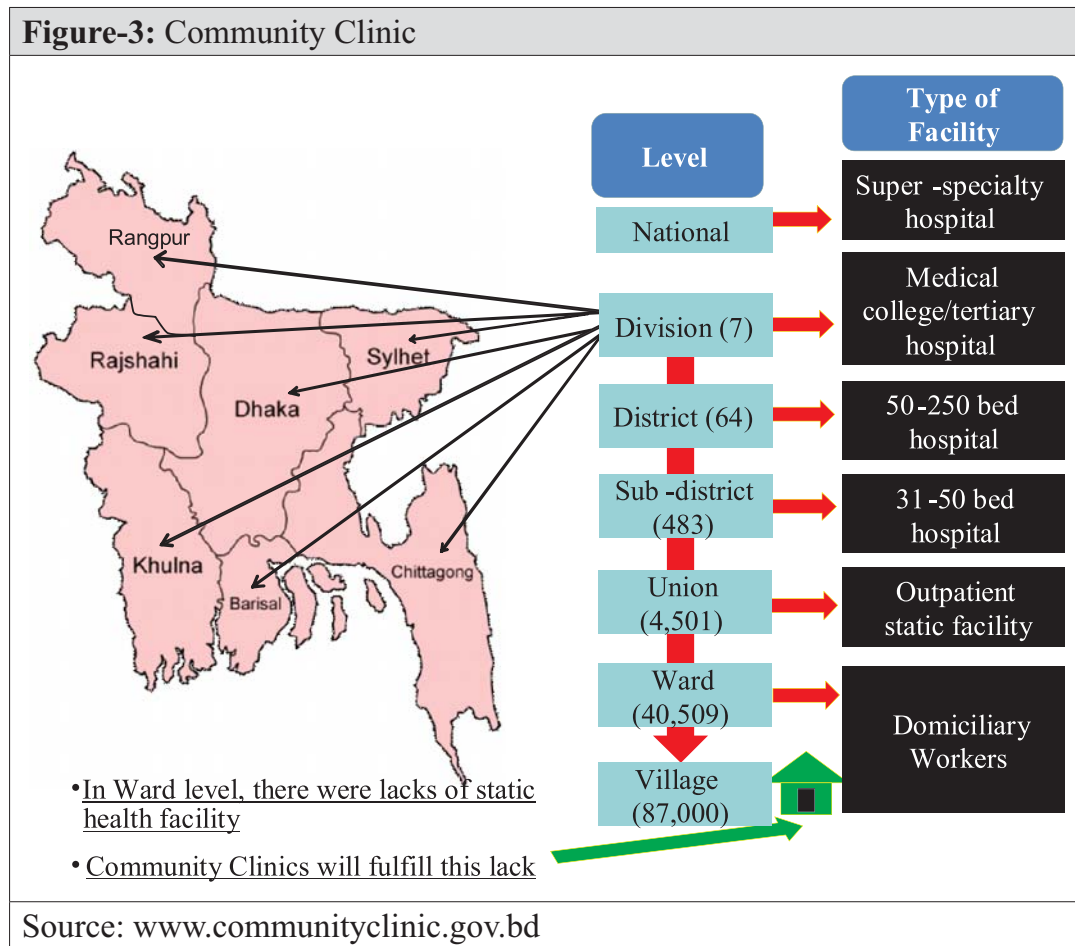 Figure-3: Community Clinic
Rangpur
Rajshahi
Sylhet
Dhaka
Khulna
Barisal
Chittagong
Level
Type of
Facility
National
Super -specialty
hospital
Division (7)
Medical
college/tertiary
hospital
District (64)
50-250 bed
hospital
Sub -district
(483)
31-50 bed
hospital
Union
(4,501)
Outpatient
static facility
Ward
(40,509)
Domiciliary
Workers
Village
(87,000)
•In Ward level, there were lacks of static
health facility
•Community Clinics will fulfill this lack
Source: www.communityclinic.gov.bd